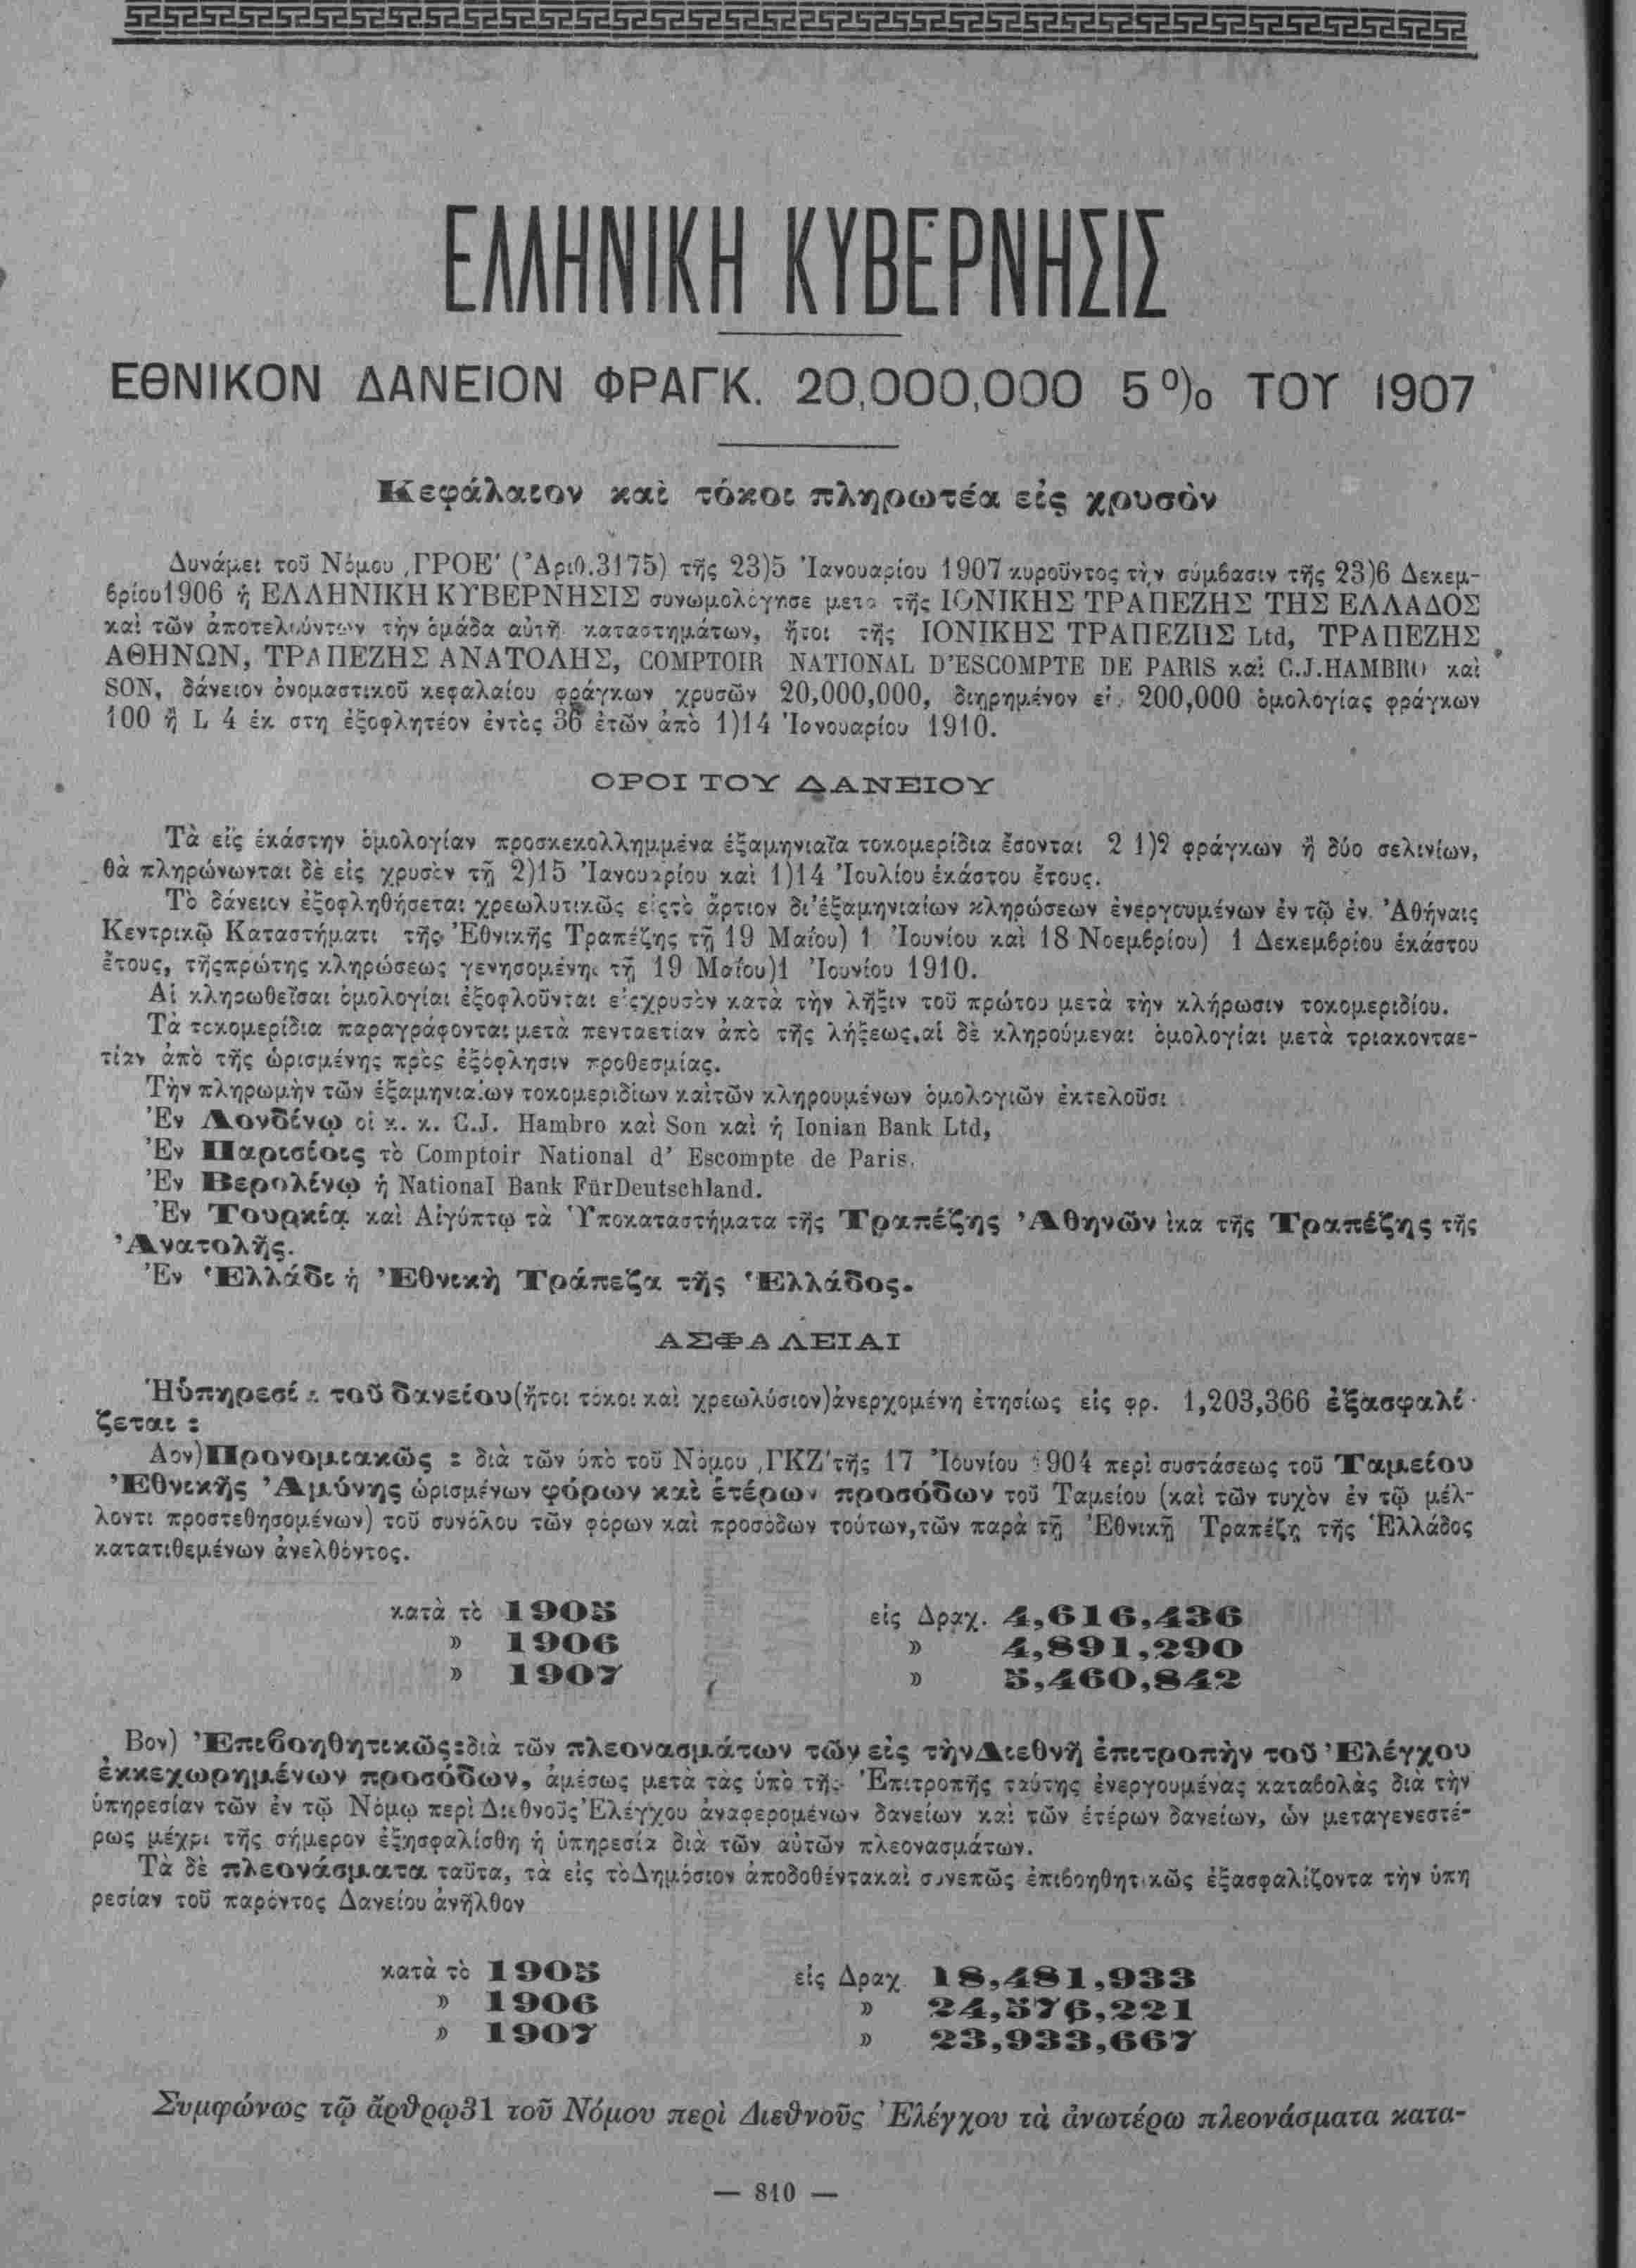 ΕΛΛΗΝΙΚΗ ΚΥΒΕΡΝΗΣΙΣ
ΕΘΝΙΚΟΝ ΔΑΝΕΙΟΝ ΦΡΑΓΚ. 20,000,000 5 ⁰)₀ ΤΟΥ 1907
Κεφάλαιον καὶ τόκοι πληρωτέα εἰς χρυσὸν
Δυνάμει τοῦ Νόμου ,ΓΡΟΕ' (Ἀριθ.3175) τῆς 23)5 Ἰανουαρίου 1907 κυροῦντος τὴν σύμβασιν τῆς 23)6 Δεκεμ-
βρίου1906 ἡ ΕΛΛΗΝΙΚΗ ΚΥΒΕΡΝΗΣΙΣ συνωμολόγησε μετα τῆς ΙΟΝΙΚΗΣ ΤΡΑΠΕΖΗΣ ΤΗΣ ΕΛΛΑΔΟΣ
καὶ τῶν ἀποτελούντων τὴν ὁμάδα αὐτὴ καταστημάτων, ἤτοι τῆς ΙΟΝΙΚΗΣ ΤΡΑΠΕΖΗΣ Ltd, ΤΡΑΠΕΖΗΣ
ΑΘΗΝΩΝ, ΤΡΑΠΕΖΗΣ ΑΝΑΤΟΛΗΣ, COMPTOIR NATIONAL D'ESCOMPTE DE PARIS καὶ C.J.HAMBRO καὶ
SON, δάνειον ὀνομαστικοῦ κεφαλαίου φράγκων χρυσῶν 20,000,000, διῃρημένον εἰς 200,000 ὁμολογίας φράγκων
100 ἢ L 4 ἑκ στη ἐξοφλητέον ἐντὸς 36 ἐτῶν ἀπὸ 1)14 Ἰανουαρίου 1910.
ΟΡΟΙ ΤΟΥ ΔΑΝΕΙΟΥ
Τὰ εἰς ἑκάστην ὁμολογίαν προσκεκολλημμένα ἑξαμηνιαῖα τοκομερίδια ἔσονται 2 1)2 φράγκων ἢ δύο σελινίων,
θὰ πληρώνωνται δὲ εἰς χρυσὸν τῇ 2)15 Ἰανουαρίου καὶ 1)14 Ἰουλίου ἑκάστου ἔτους.
Τὸ δάνειον ἐξοφληθήσεται χρεωλυτικῶς εἰςτὸ ἄρτιον δι'ἑξαμηνιαίων κληρώσεων ἐνεργουμένων ἐν τῷ ἐν Ἀθήναις
Κεντρικῷ Καταστήματι τῆς Ἐθνικῆς Τραπέζης τῇ 19 Μαΐου) 1 Ἰουνίου καὶ 18 Νοεμβρίου) 1 Δεκεμβρίου ἑκάστου
ἔτους, τῆςπρώτης κληρώσεως γενησομένης τῇ 19 Μαΐου)1 Ἰουνίου 1910.
Αἱ κληρωθεῖσαι ὁμολογίαι ἐξοφλοῦνται εἰςχρυσὸν κατὰ τὴν λῆξιν τοῦ πρώτου μετὰ τὴν κλήρωσιν τοκομεριδίου.
Τὰ τοκομερίδια παραγράφονται μετὰ πενταετίαν ἀπὸ τῆς λήξεως,αἱ δὲ κληρούμεναι ὁμολογίαι μετὰ τριακονταε-
τίαν ἀπὸ τῆς ὡρισμένης πρὸς ἐξόφλησιν προθεσμίας.
Τὴν πληρωμὴν τῶν ἑξαμηνιαίων τοκομεριδίων καὶτῶν κληρουμένων ὁμολογιῶν ἐκτελοῦσι
Ἐν Λονδίνῳ οἱ κ. κ. C.J. Hambro καὶ Son καὶ ἡ Ionian Bank Ltd,
Ἐν Παρισίοις τὸ Comptoir National d' Escompte de Paris.
Ἐν Βερολίνῳ ἡ National Bank FürDeutschland.
Ἐν Τουρκίᾳ καὶ Αἰγύπτῳ τὰ Ὑποκαταστήματα τῆς Τραπέζης Ἀθηνῶν ὶκα τῆς Τραπέζης τῆς
Ἀνατολῆς.
Ἐν Ἑλλάδι ἡ Ἐθνικὴ Τράπεζα τῆς Ἑλλάδος.
ΑΣΦΑΛΕΙΑΙ
Ἡὑπηρεσία τοῦ δανείου(ἤτοι τόκοι καὶ χρεωλύσιον)ἀνερχομένη ἐτησίως εἰς φρ. 1,203,366 ἐξασφαλί
ζεται :
Αον)Προνομιακῶς : διὰ τῶν ὑπὸ τοῦ Νόμου ,ΓΚΖ'τῆς 17 Ἰουνίου 1904 περὶ συστάσεως τοῦ Ταμείου
Ἐθνικῆς Ἀμύνης ὡρισμένων φόρων καὶ ἑτέρων προσόδων τοῦ Ταμείου (καὶ τῶν τυχὸν ἐν τῷ μέλ-
λοντι προστεθησομένων) τοῦ συνόλου τῶν φόρων καὶ προσόδων τούτων,τῶν παρὰ τῇ Ἐθνικῇ Τραπέζῃ τῆς Ἑλλάδος
κατατιθεμένων ἀνελθόντος.
κατὰ τὸ 1905 εἰς Δραχ. 4,616,436
» 1906 » 4,891,290
» 1907 » 5,460,842
Βον) Ἐπιβοηθητικῶς:διὰ τῶν πλεονασμάτων τῶν εἰς τὴνΔιεθνῆ ἐπιτροπὴν τοῦ Ἐλέγχου
ἐκκεχωρημένων προσόδων, ἀμέσως μετὰ τὰς ὑπὸ τῆς Ἐπιτροπῆς ταύτης ἐνεργουμένας καταβολὰς διὰ τὴν
ὑπηρεσίαν τῶν ἐν τῷ Νόμῳ περὶ Διεθνοῦς Ἐλέγχου ἀναφερομένων δανείων καὶ τῶν ἑτέρων δανείων, ὧν μεταγενεστέ-
ρως μέχρι τῆς σήμερον ἐξησφαλίσθη ἡ ὑπηρεσία διὰ τῶν αὐτῶν πλεονασμάτων.
Τὰ δὲ πλεονάσματα ταῦτα, τὰ εἰς τὸΔημόσιον ἀποδοθέντακαὶ συνεπῶς ἐπιβοηθητικῶς ἐξασφαλίζοντα τὴν ὑπη
ρεσίαν τοῦ παρόντος Δανείου ἀνῆλθον
κατὰ τὸ 1905 εἰς Δραχ. 18,481,933
» 1906 » 24,576,221
» 1907 » 23,933,667
Συμφώνως τῷ ἄρθρῳ31 τοῦ Νόμου περὶ Διεθνοῦς Ἐλέγχου τὰ ἀνωτέρω πλεονάσματα κατα-
— 810 —